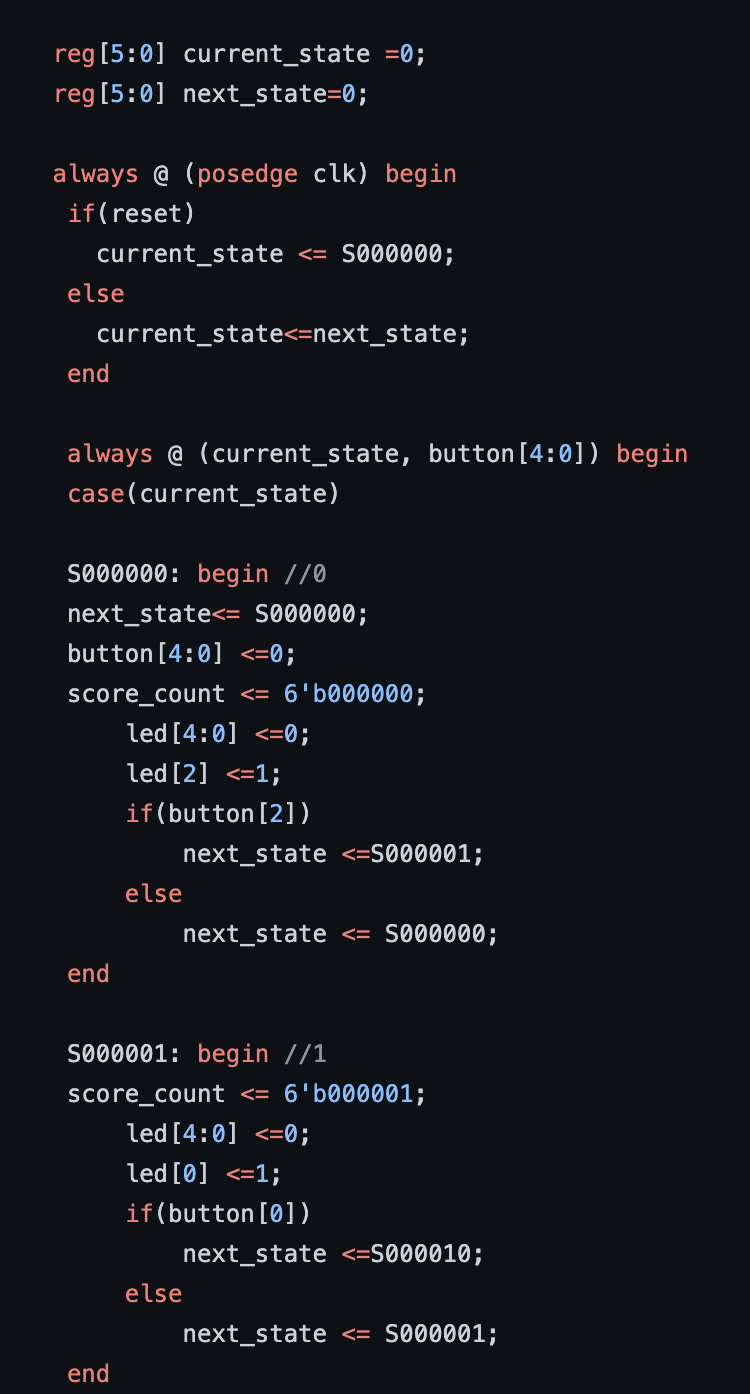 reg[5:0] current_state =0;
reg[5:0] next_state=0;
always @ (posedge clk) begin
if(reset)
current_state <= S000000;
else
current_state<=next_state;
end
always @ (current_state, button[4:0]) begin
case(current_state)
S000000: begin //0
next_state<= S000000;
button[4:0] <=0;
score_count <= 6'b000000;
led[4:0] <=0;
led[2] <=1;
if(button[2])
next_state <=S000001;
else
next_state <= S000000;
end
S000001: begin //1
score_count <= 6'b000001;
led[4:0] <=0;
led[0] <=1;
if(button[0])
next_state <=S000010;
else
next_state <= S000001;
end